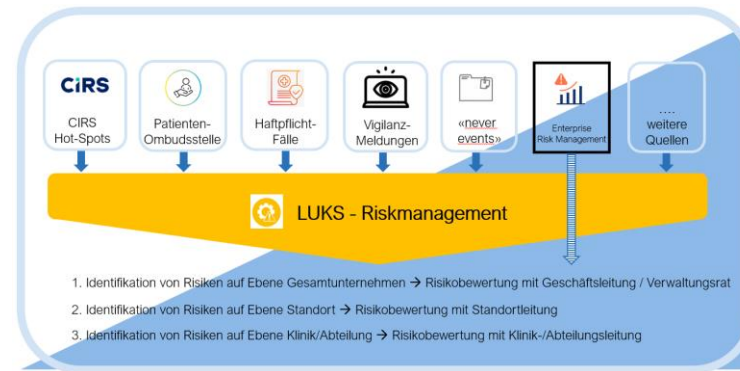 CiRS
CIRS
Hot-Spots
Patienten-
Ombudsstelle
Haftpflicht-
Fälle
Vigilanz-
Meldungen
«never
events»
Enterprise
Risk Management
....
weitere
Quellen
LUKS - Riskmanagement
1. Identifikation von Risiken auf Ebene Gesamtunternehmen → Risikobewertung mit Geschäftsleitung / Verwaltungsrat
2. Identifikation von Risiken auf Ebene Standort → Risikobewertung mit Standortleitung
3. Identifikation von Risiken auf Ebene Klinik/Abteilung → Risikobewertung mit Klinik-/Abteilungsleitung